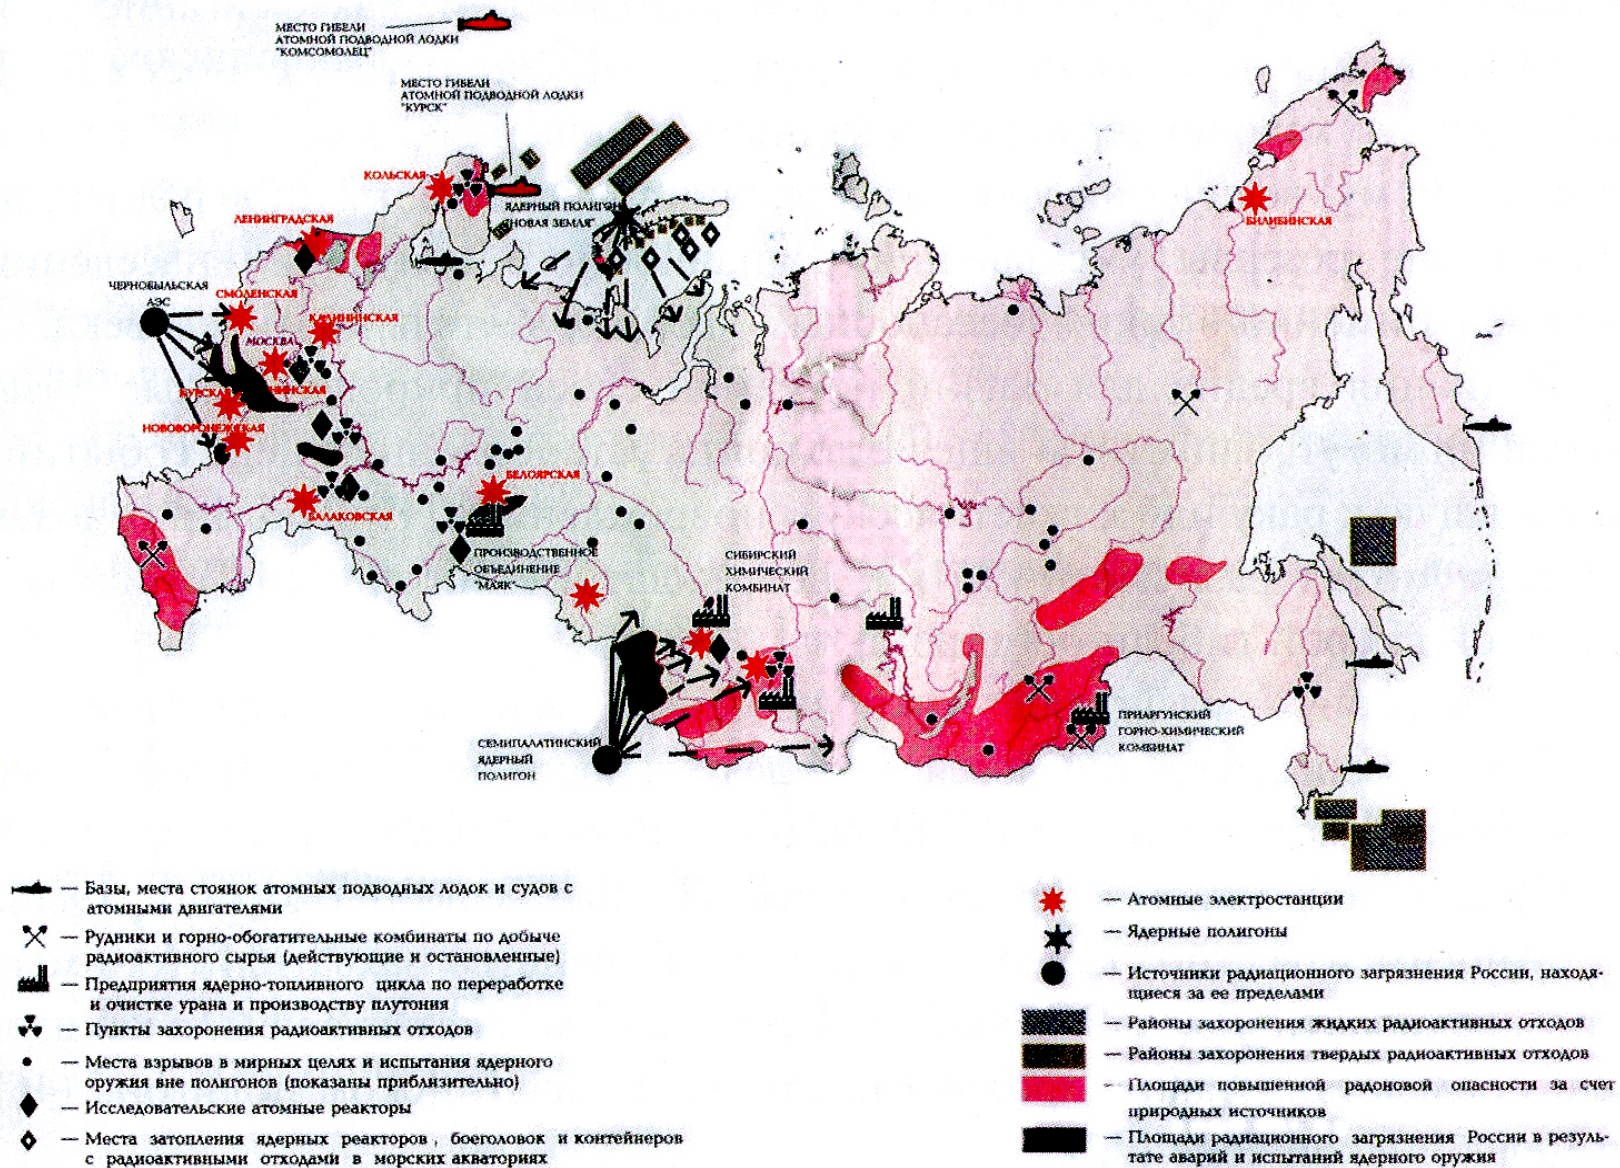 МЕСТО ГИБЕЛИ
АТОМНОЙ ПОДВОДНОЙ ЛОДКИ
"КОМСОМОЛЕЦ"
МЕСТО ГИБЕЛИ
АТОМНОЙ ПОДВОДНОЙ ЛОДКИ
"КУРСК"
КОЛЬСКАЯ
ЯДЕРНЫЙ ПОЛИГОН
"НОВАЯ ЗЕМЛЯ"
ЛЕНИНГРАДСКАЯ
БИЛИБИНСКАЯ
ЧЕРНОБЫЛЬСКАЯ
АЭС
СМОЛЕНСКАЯ
КАЛИНИНСКАЯ
МОСКВА
КУРСКАЯ
НОВОВОРОНЕЖСКАЯ
БЕЛОЯРСКАЯ
БАЛАКОВСКАЯ
ПРОИЗВОДСТВЕННОЕ
ОБЪЕДИНЕНИЕ
"МАЯК"
СИБИРСКИЙ
ХИМИЧЕСКИЙ
КОМБИНАТ
СЕМИПАЛАТИНСКИЙ
ЯДЕРНЫЙ
ПОЛИГОН
ПРИАРГУНСКИЙ
ГОРНО-ХИМИЧЕСКИЙ
КОМБИНАТ
— Базы, места стоянок атомных подводных лодок и судов с
атомными двигателями
— Рудники и горно-обогатительные комбинаты по добыче
радиоактивного сырья (действующие и остановленные)
— Предприятия ядерно-топливного цикла по переработке
и очистке урана и производству плутония
— Пункты захоронения радиоактивных отходов
— Места взрывов в мирных целях и испытания ядерного
оружия вне полигонов (показаны приблизительно)
— Исследовательские атомные реакторы
— Места затопления ядерных реакторов, боеголовок и контейнеров
с радиоактивными отходами в морских акваториях
— Атомные электростанции
— Ядерные полигоны
— Источники радиационного загрязнения России, находя-
щиеся за ее пределами
— Районы захоронения жидких радиоактивных отходов
— Районы захоронения твердых радиоактивных отходов
- Площади повышенной радоновой опасности за счет
природных источников
— Площади радиационного загрязнения России в резуль-
тате аварий и испытаний ядерного оружия